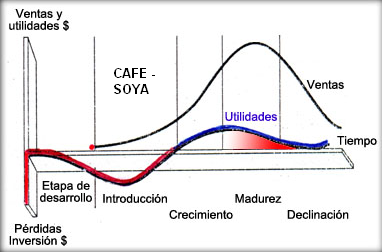 Ventas y
utilidades $
CAFE -
SOYA
Ventas
Utilidades
Tiempo
Etapa de
desarrollo
Introducción
Crecimiento
Madurez
Declinación
Pérdidas
Inversión $